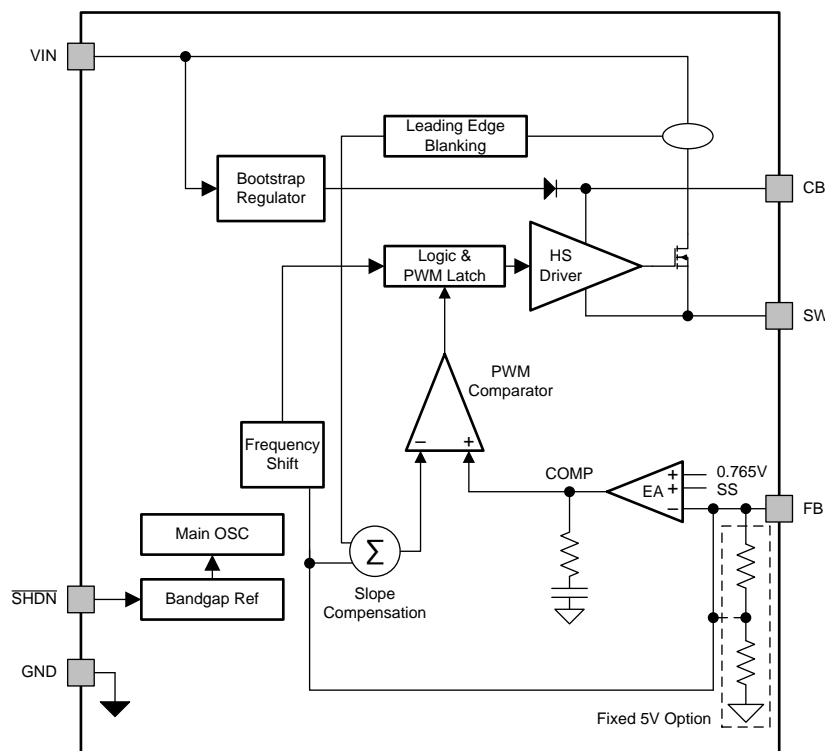 VIN
Leading Edge
Blanking
Bootstrap
Regulator
CB
Logic &
PWM Latch
HS
Driver
SW
PWM
Comparator
− +
Frequency
Shift
COMP
EA
+ 0.765V
+ SS
−
FB
Main OSC
Σ
SHDN
Bandgap Ref
Slope
Compensation
GND
Fixed 5V Option